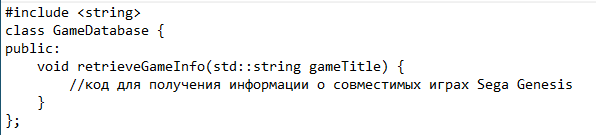 #include <string>
class GameDatabase {
public:
    void retrieveGameInfo(std::string gameTitle) {
        //код для получения информации о совместимых играх Sega Genesis
    }
};